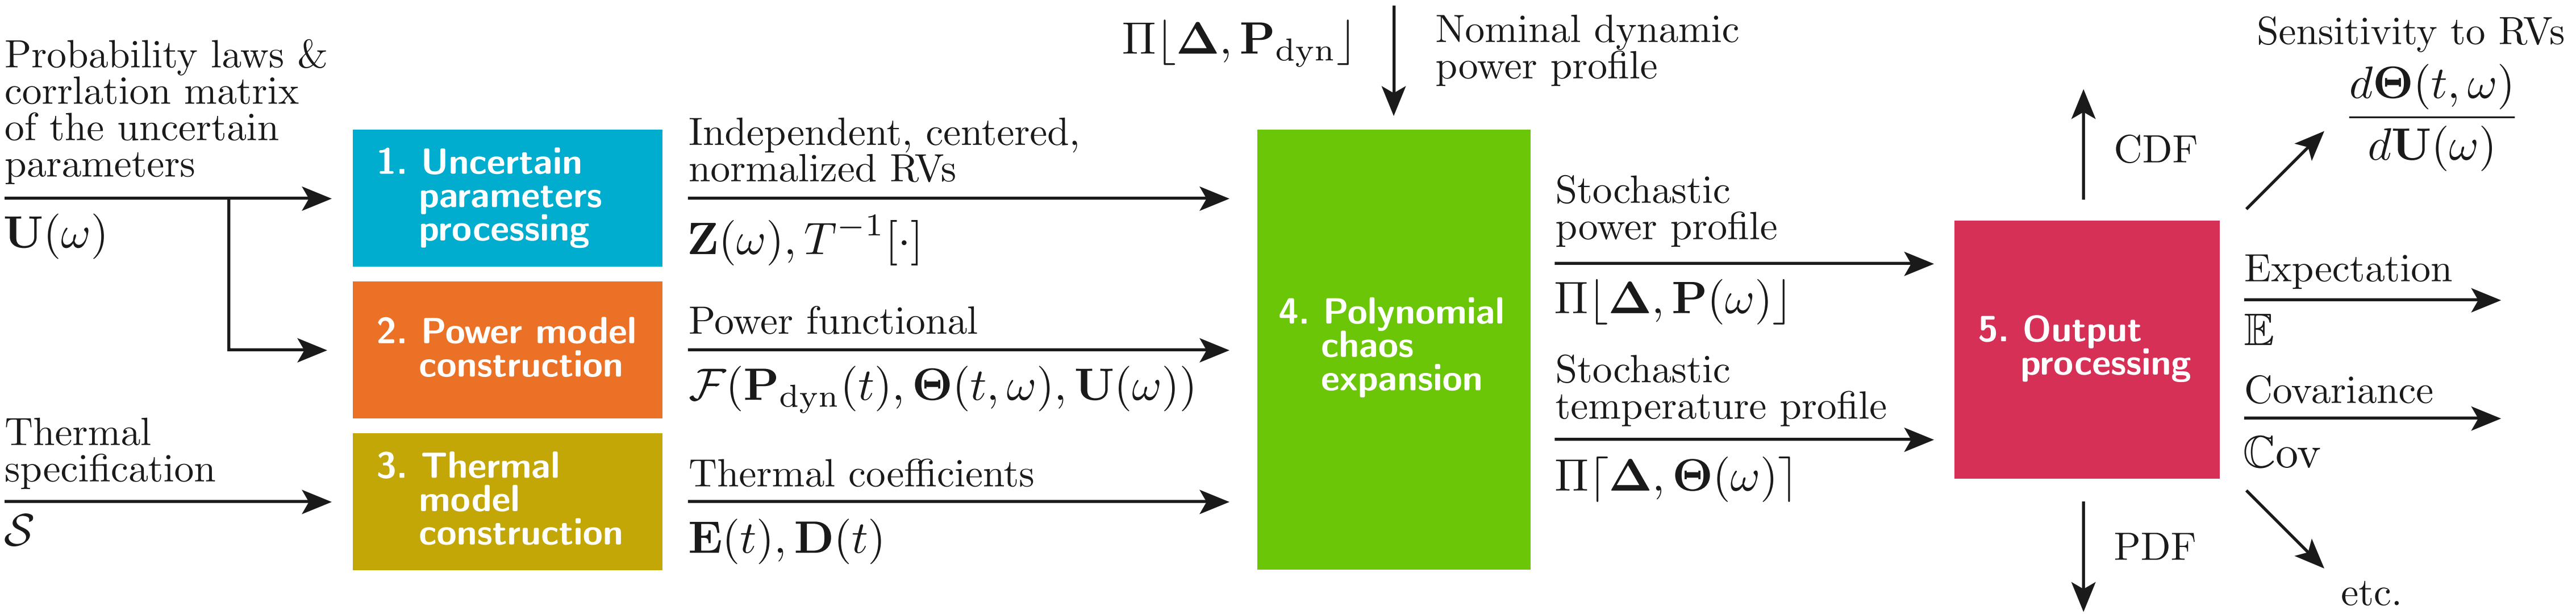 Probability laws &
corrlation matrix
of the uncertain
parameters
U(ω)
Thermal
specification
𝒮
1. Uncertain
parameters
processing
2. Power model
construction
3. Thermal
model
construction
Independent, centered,
normalized RVs
Z(ω), T⁻¹[·]
Power functional
ℱ(P_dyn(t), Θ(t, ω), U(ω))
Thermal coefficients
E(t), D(t)
Π⌊Δ, P_dyn⌋
Nominal dynamic
power profile
4. Polynomial
chaos
expansion
Stochastic
power profile
Π⌊Δ, P(ω)⌋
Stochastic
temperature profile
Π⌈Δ, Θ(ω)⌉
5. Output
processing
CDF
Sensitivity to RVs
dΘ(t, ω)
dU(ω)
Expectation
𝔼
Covariance
ℂov
PDF
etc.